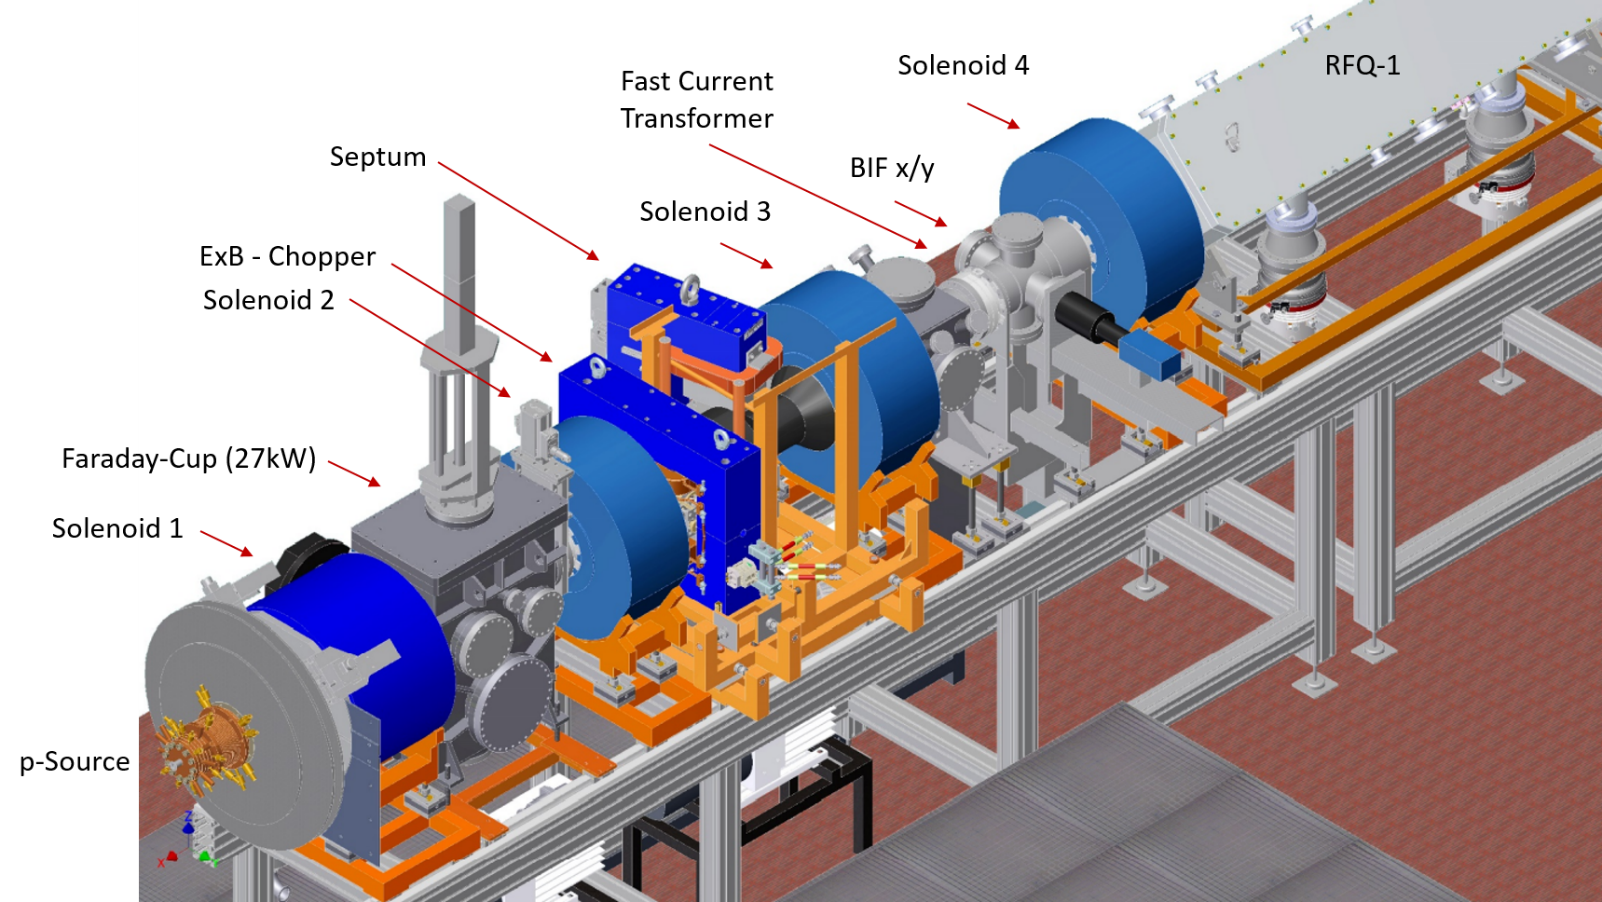 Solenoid 4
RFQ-1
Fast Current
Transformer
BIF x/y
Septum
Solenoid 3
ExB - Chopper
Solenoid 2
Faraday-Cup (27kW)
Solenoid 1
p-Source
Z
X